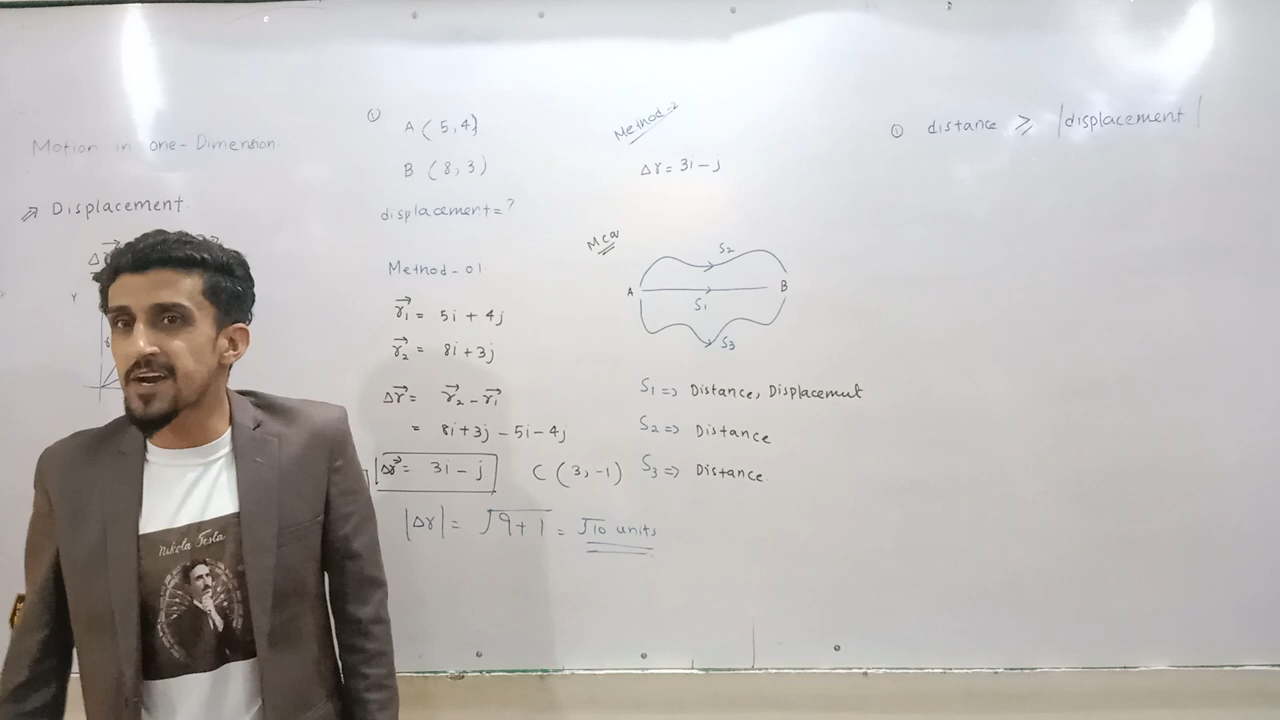 Motion in one-Dimension
⇒ Displacement
Y
①
A (5,4)
B (8,3)
displacement = ?
Method-01
r₁⃗ = 5i + 4j
r₂⃗ = 8i + 3j
Δr⃗ = r₂⃗ - r₁⃗
= 8i + 3j - 5i - 4j
Δr⃗ = 3i - j
C (3,-1)
|Δr| = √9+1 = √10 units
Method-2
Δr = 3i - j
Mcq
S₂
A B
S₁
S₃
S₁ => Distance, Displacemut
S₂ => Distance
S₃ => Distance
① distance ⩾ |displacement|
Nikola Tesla